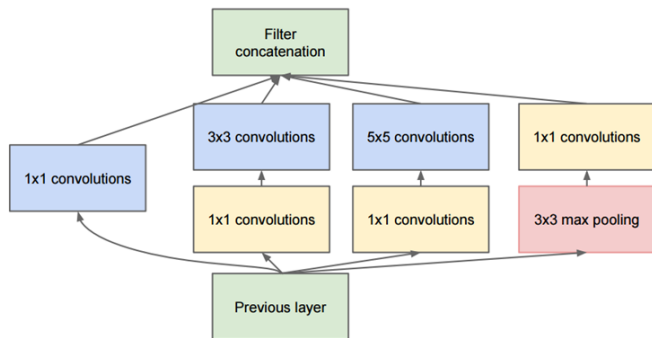 Filter
concatenation
3x3 convolutions
5x5 convolutions
1x1 convolutions
1x1 convolutions
1x1 convolutions
1x1 convolutions
3x3 max pooling
Previous layer